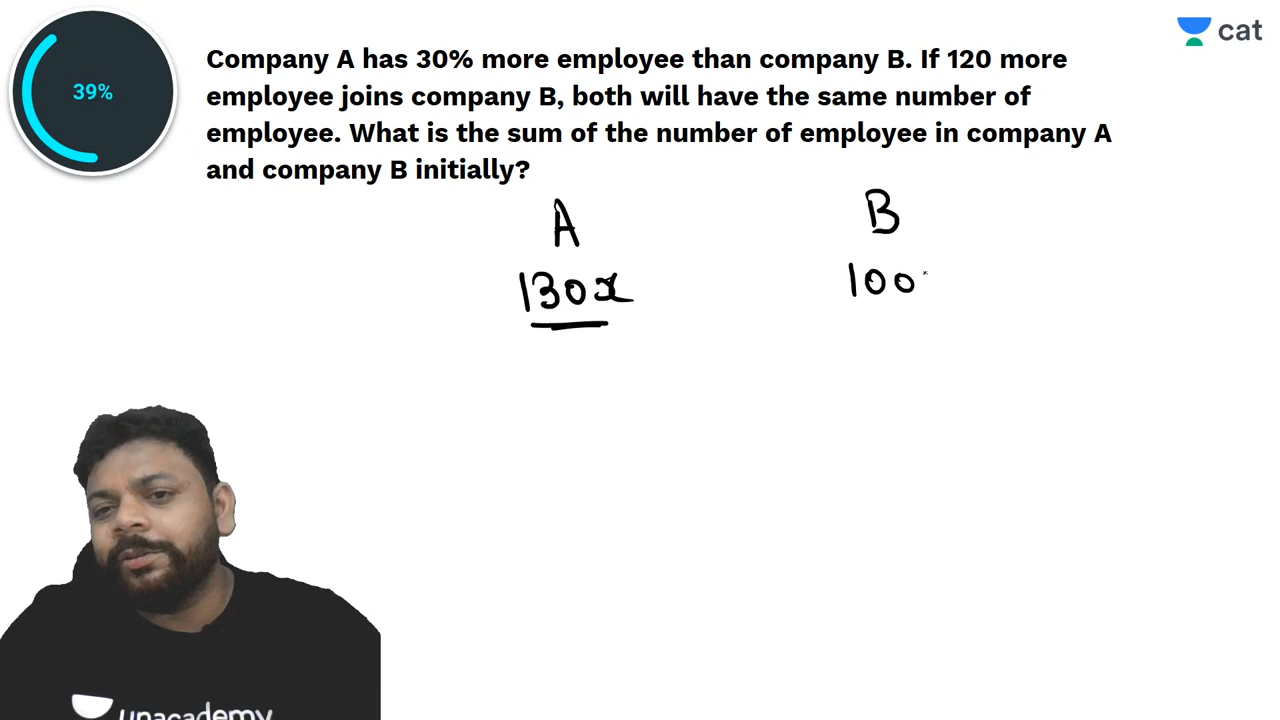 cat
39%
Company A has 30% more employee than company B. If 120 more
employee joins company B, both will have the same number of
employee. What is the sum of the number of employee in company A
and company B initially?
A B
130x 100
unacademy